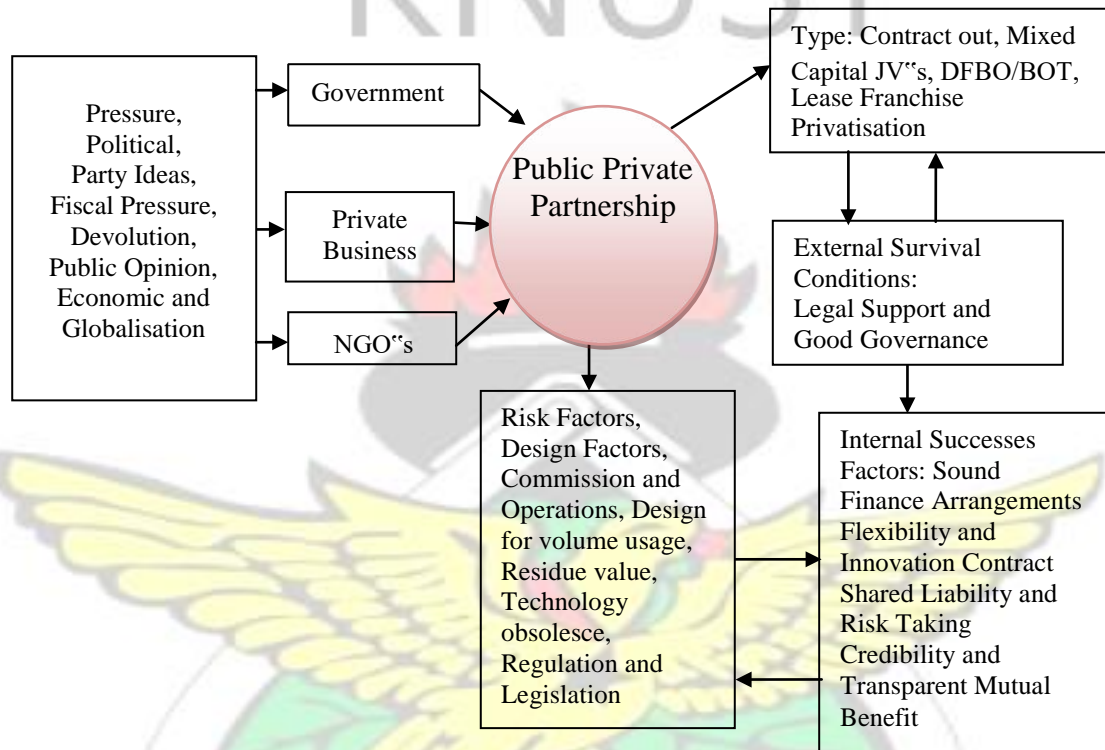 KNUST
Pressure,
Political,
Party Ideas,
Fiscal Pressure,
Devolution,
Public Opinion,
Economic and
Globalisation
Government
Private
Business
NGO‟s
Public Private
Partnership
Type: Contract out, Mixed
Capital JV‟s, DFBO/BOT,
Lease Franchise
Privatisation
External Survival
Conditions:
Legal Support and
Good Governance
Risk Factors,
Design Factors,
Commission and
Operations, Design
for volume usage,
Residue value,
Technology
obsolesce,
Regulation and
Legislation
Internal Successes
Factors: Sound
Finance Arrangements
Flexibility and
Innovation Contract
Shared Liability and
Risk Taking
Credibility and
Transparent Mutual
Benefit